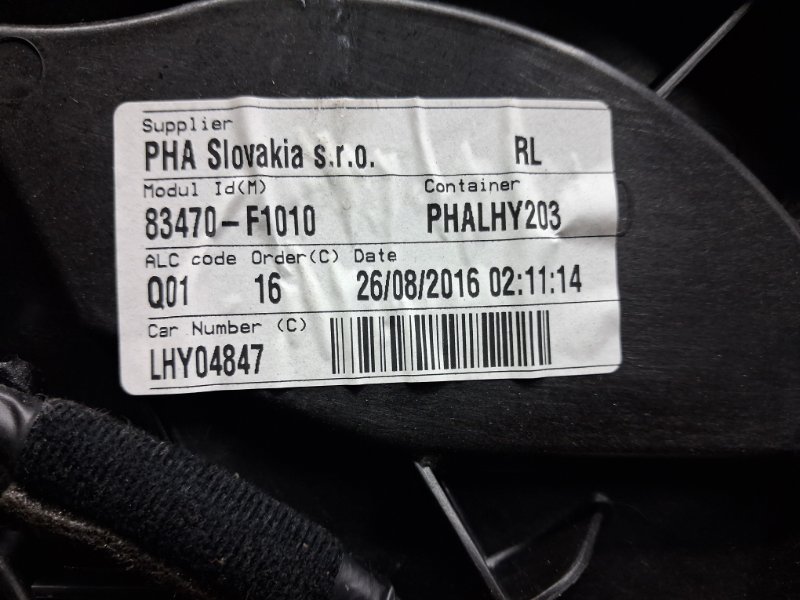 Supplier
PHA Slovakia s.r.o. RL
Modul Id(M) Container
83470-F1010 PHALHY203
ALC code Order(C) Date
Q01 16 26/08/2016 02:11:14
Car Number (C)
LHY04847